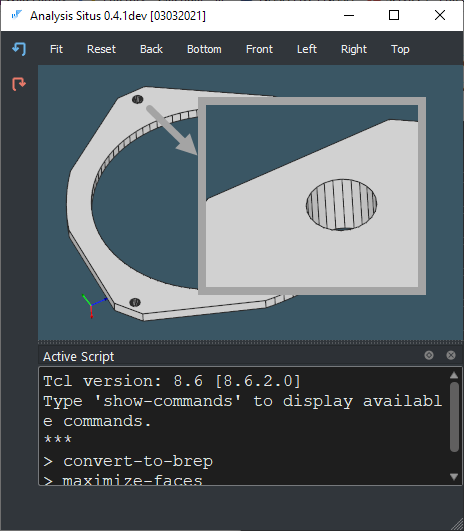 Analysis Situs 0.4.1dev [03032021]
Fit Reset Back Bottom Front Left Right Top
Active Script
Tcl version: 8.6 [8.6.2.0]
Type 'show-commands' to display availabl
e commands.
***
> convert-to-brep
> maximize-faces